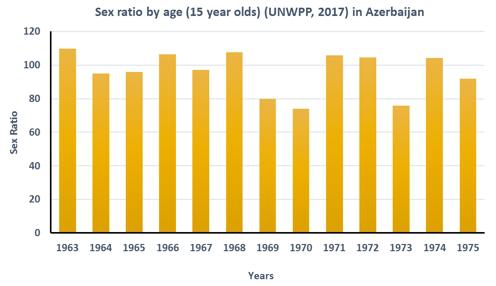 Sex ratio by age (15 year olds) (UNWPP, 2017) in Azerbaijan
120
100
80
60
40
20
0
Sex Ratio
1963 1964 1965 1966 1967 1968 1969 1970 1971 1972 1973 1974 1975
Years